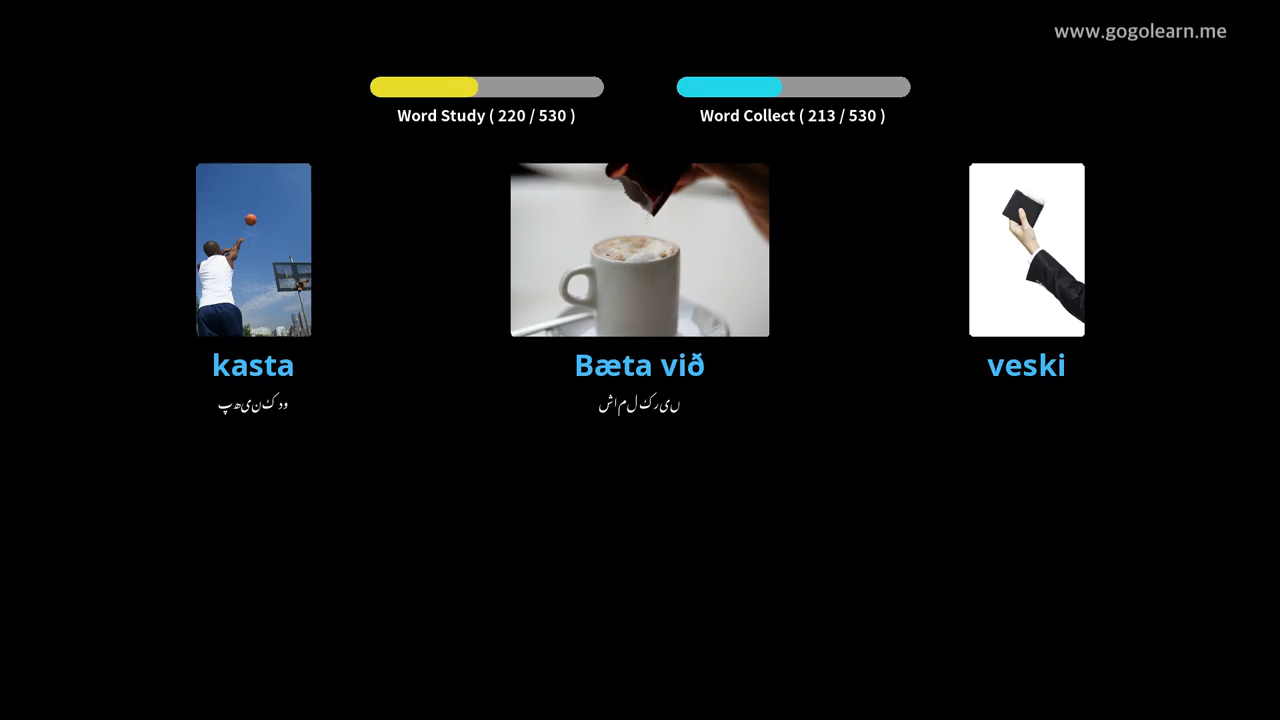 www.gogolearn.me
Word Study ( 220 / 530 )
Word Collect ( 213 / 530 )
kasta
پھینک دو
Bæta við
شامل کریں
veski